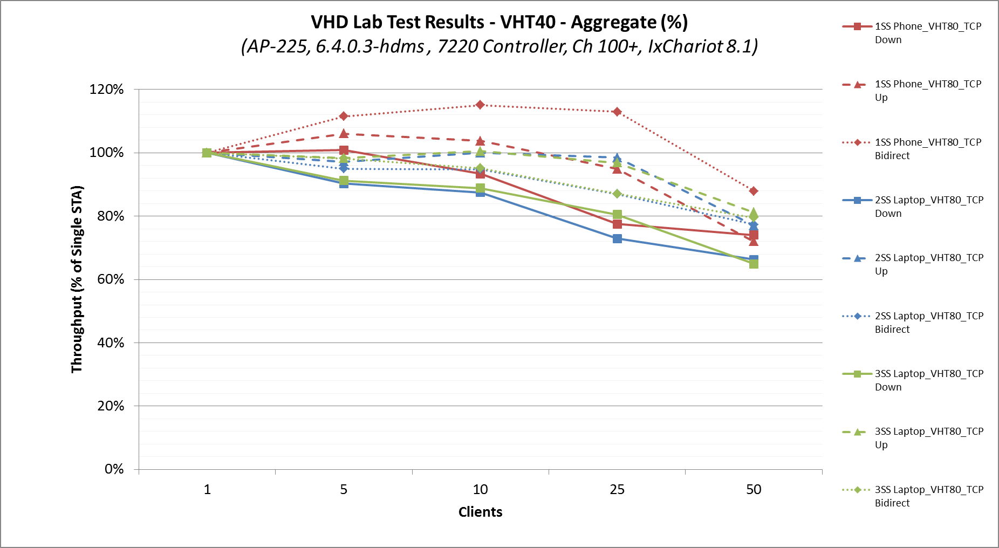 VHD Lab Test Results - VHT40 - Aggregate (%)
(AP-225, 6.4.0.3-hdms , 7220 Controller, Ch 100+, IxChariot 8.1)
Throughput (% of Single STA)
120%
100%
80%
60%
40%
20%
0%
1
5
10
25
50
Clients
1SS Phone_VHT80_TCP
Down
1SS Phone_VHT80_TCP
Up
1SS Phone_VHT80_TCP
Bidirect
2SS Laptop_VHT80_TCP
Down
2SS Laptop_VHT80_TCP
Up
2SS Laptop_VHT80_TCP
Bidirect
3SS Laptop_VHT80_TCP
Down
3SS Laptop_VHT80_TCP
Up
3SS Laptop_VHT80_TCP
Bidirect